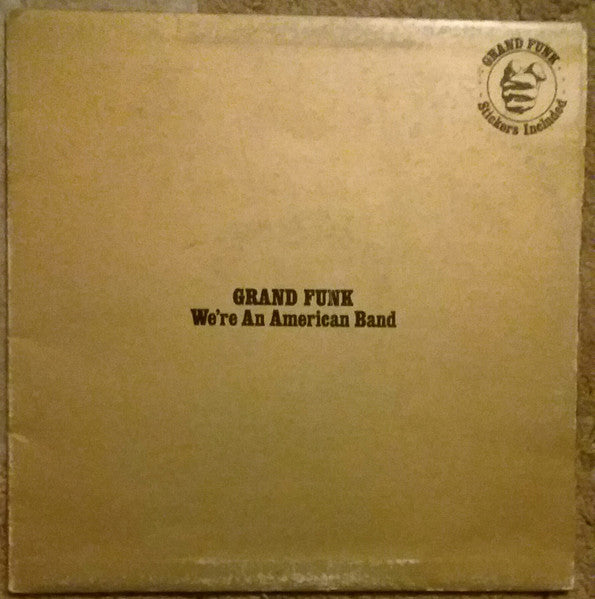 GRAND FUNK
Stickers Included
GRAND FUNK
We're An American Band